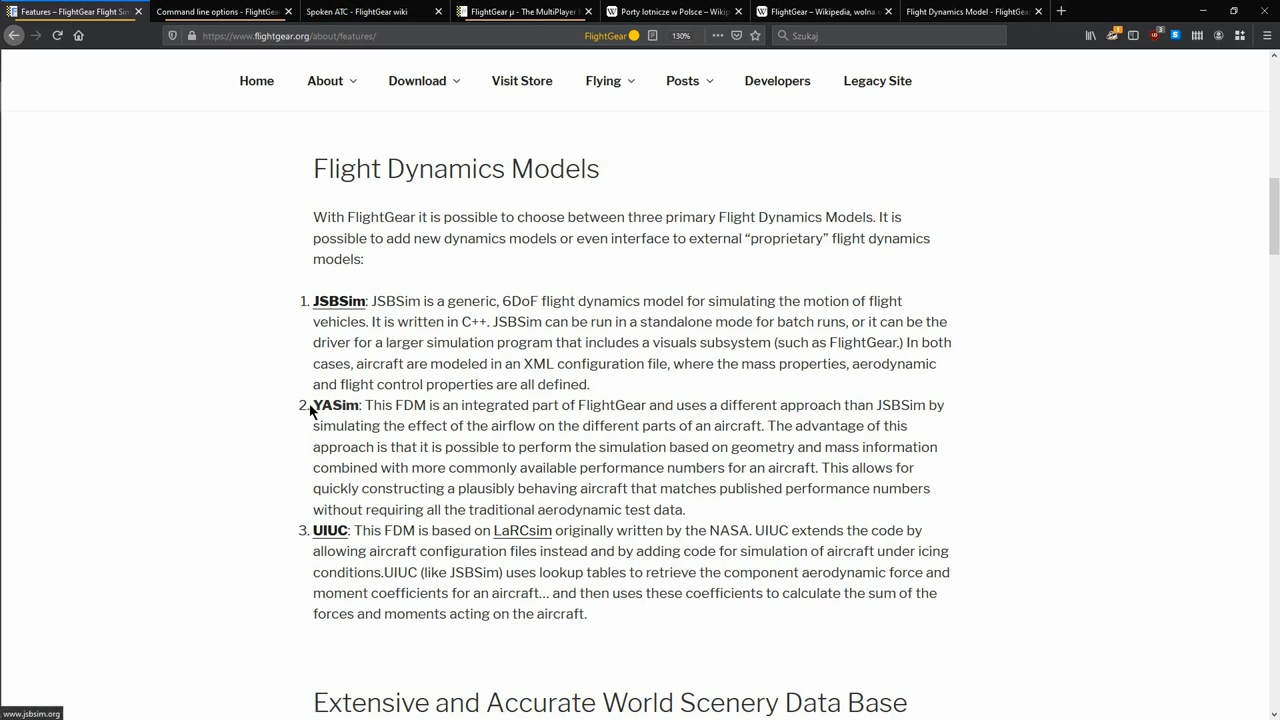 Features – FlightGear Flight Sim
Command line options - FlightGea
Spoken ATC - FlightGear wiki
FlightGear µ - The MultiPlayer
Porty lotnicze w Polsce – Wikip
FlightGear – Wikipedia, wolna
Flight Dynamics Model - FlightGea
https://www.flightgear.org/about/features/
FlightGear
130%
Szukaj
Home
About
Download
Visit Store
Flying
Posts
Developers
Legacy Site
Flight Dynamics Models
With FlightGear it is possible to choose between three primary Flight Dynamics Models. It is
possible to add new dynamics models or even interface to external “proprietary” flight dynamics
models:
1. JSBSim: JSBSim is a generic, 6DoF flight dynamics model for simulating the motion of flight
vehicles. It is written in C++. JSBSim can be run in a standalone mode for batch runs, or it can be the
driver for a larger simulation program that includes a visuals subsystem (such as FlightGear.) In both
cases, aircraft are modeled in an XML configuration file, where the mass properties, aerodynamic
and flight control properties are all defined.
2. YASim: This FDM is an integrated part of FlightGear and uses a different approach than JSBSim by
simulating the effect of the airflow on the different parts of an aircraft. The advantage of this
approach is that it is possible to perform the simulation based on geometry and mass information
combined with more commonly available performance numbers for an aircraft. This allows for
quickly constructing a plausibly behaving aircraft that matches published performance numbers
without requiring all the traditional aerodynamic test data.
3. UIUC: This FDM is based on LaRCsim originally written by the NASA. UIUC extends the code by
allowing aircraft configuration files instead and by adding code for simulation of aircraft under icing
conditions.UIUC (like JSBSim) uses lookup tables to retrieve the component aerodynamic force and
moment coefficients for an aircraft… and then uses these coefficients to calculate the sum of the
forces and moments acting on the aircraft.
Extensive and Accurate World Scenery Data Base
www.jsbsim.org